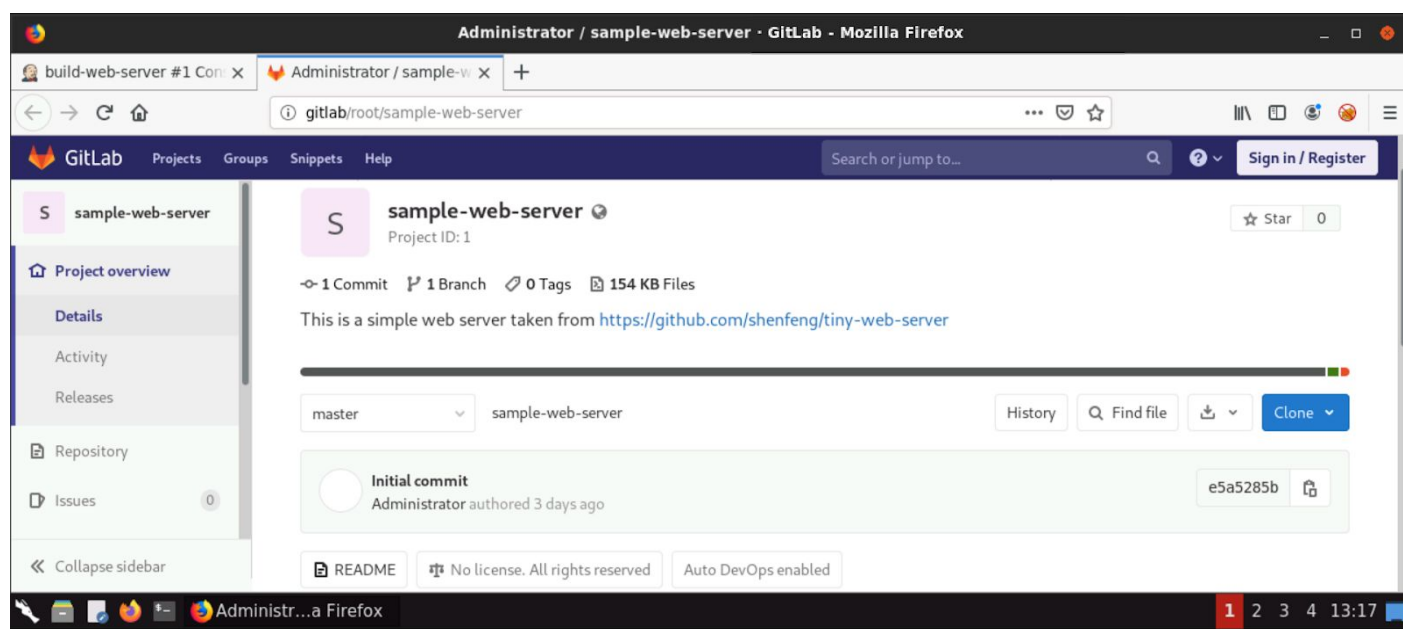 Administrator / sample-web-server · GitLab - Mozilla Firefox
build-web-server #1 Con
Administrator / sample-w
gitlab/root/sample-web-server
GitLab Projects Groups Snippets Help Search or jump to... Sign in / Register
S sample-web-server
Project overview
Details
Activity
Releases
Repository
Issues 0
Collapse sidebar
S
sample-web-server
Project ID: 1
Star 0
1 Commit 1 Branch 0 Tags 154 KB Files
This is a simple web server taken from https://github.com/shenfeng/tiny-web-server
master sample-web-server History Find file Clone
Initial commit
Administrator authored 3 days ago
e5a5285b
README No license. All rights reserved Auto DevOps enabled
Administr...a Firefox 1 2 3 4 13:17